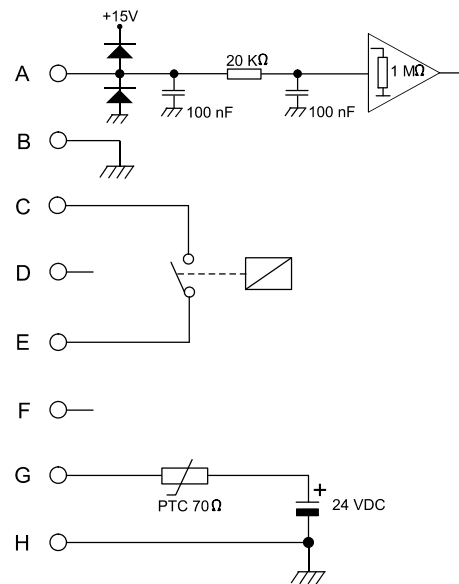 +15V
A
20 KΩ
1 MΩ
100 nF
100 nF
B
C
D
E
F
G
PTC 70Ω
+
24 VDC
H